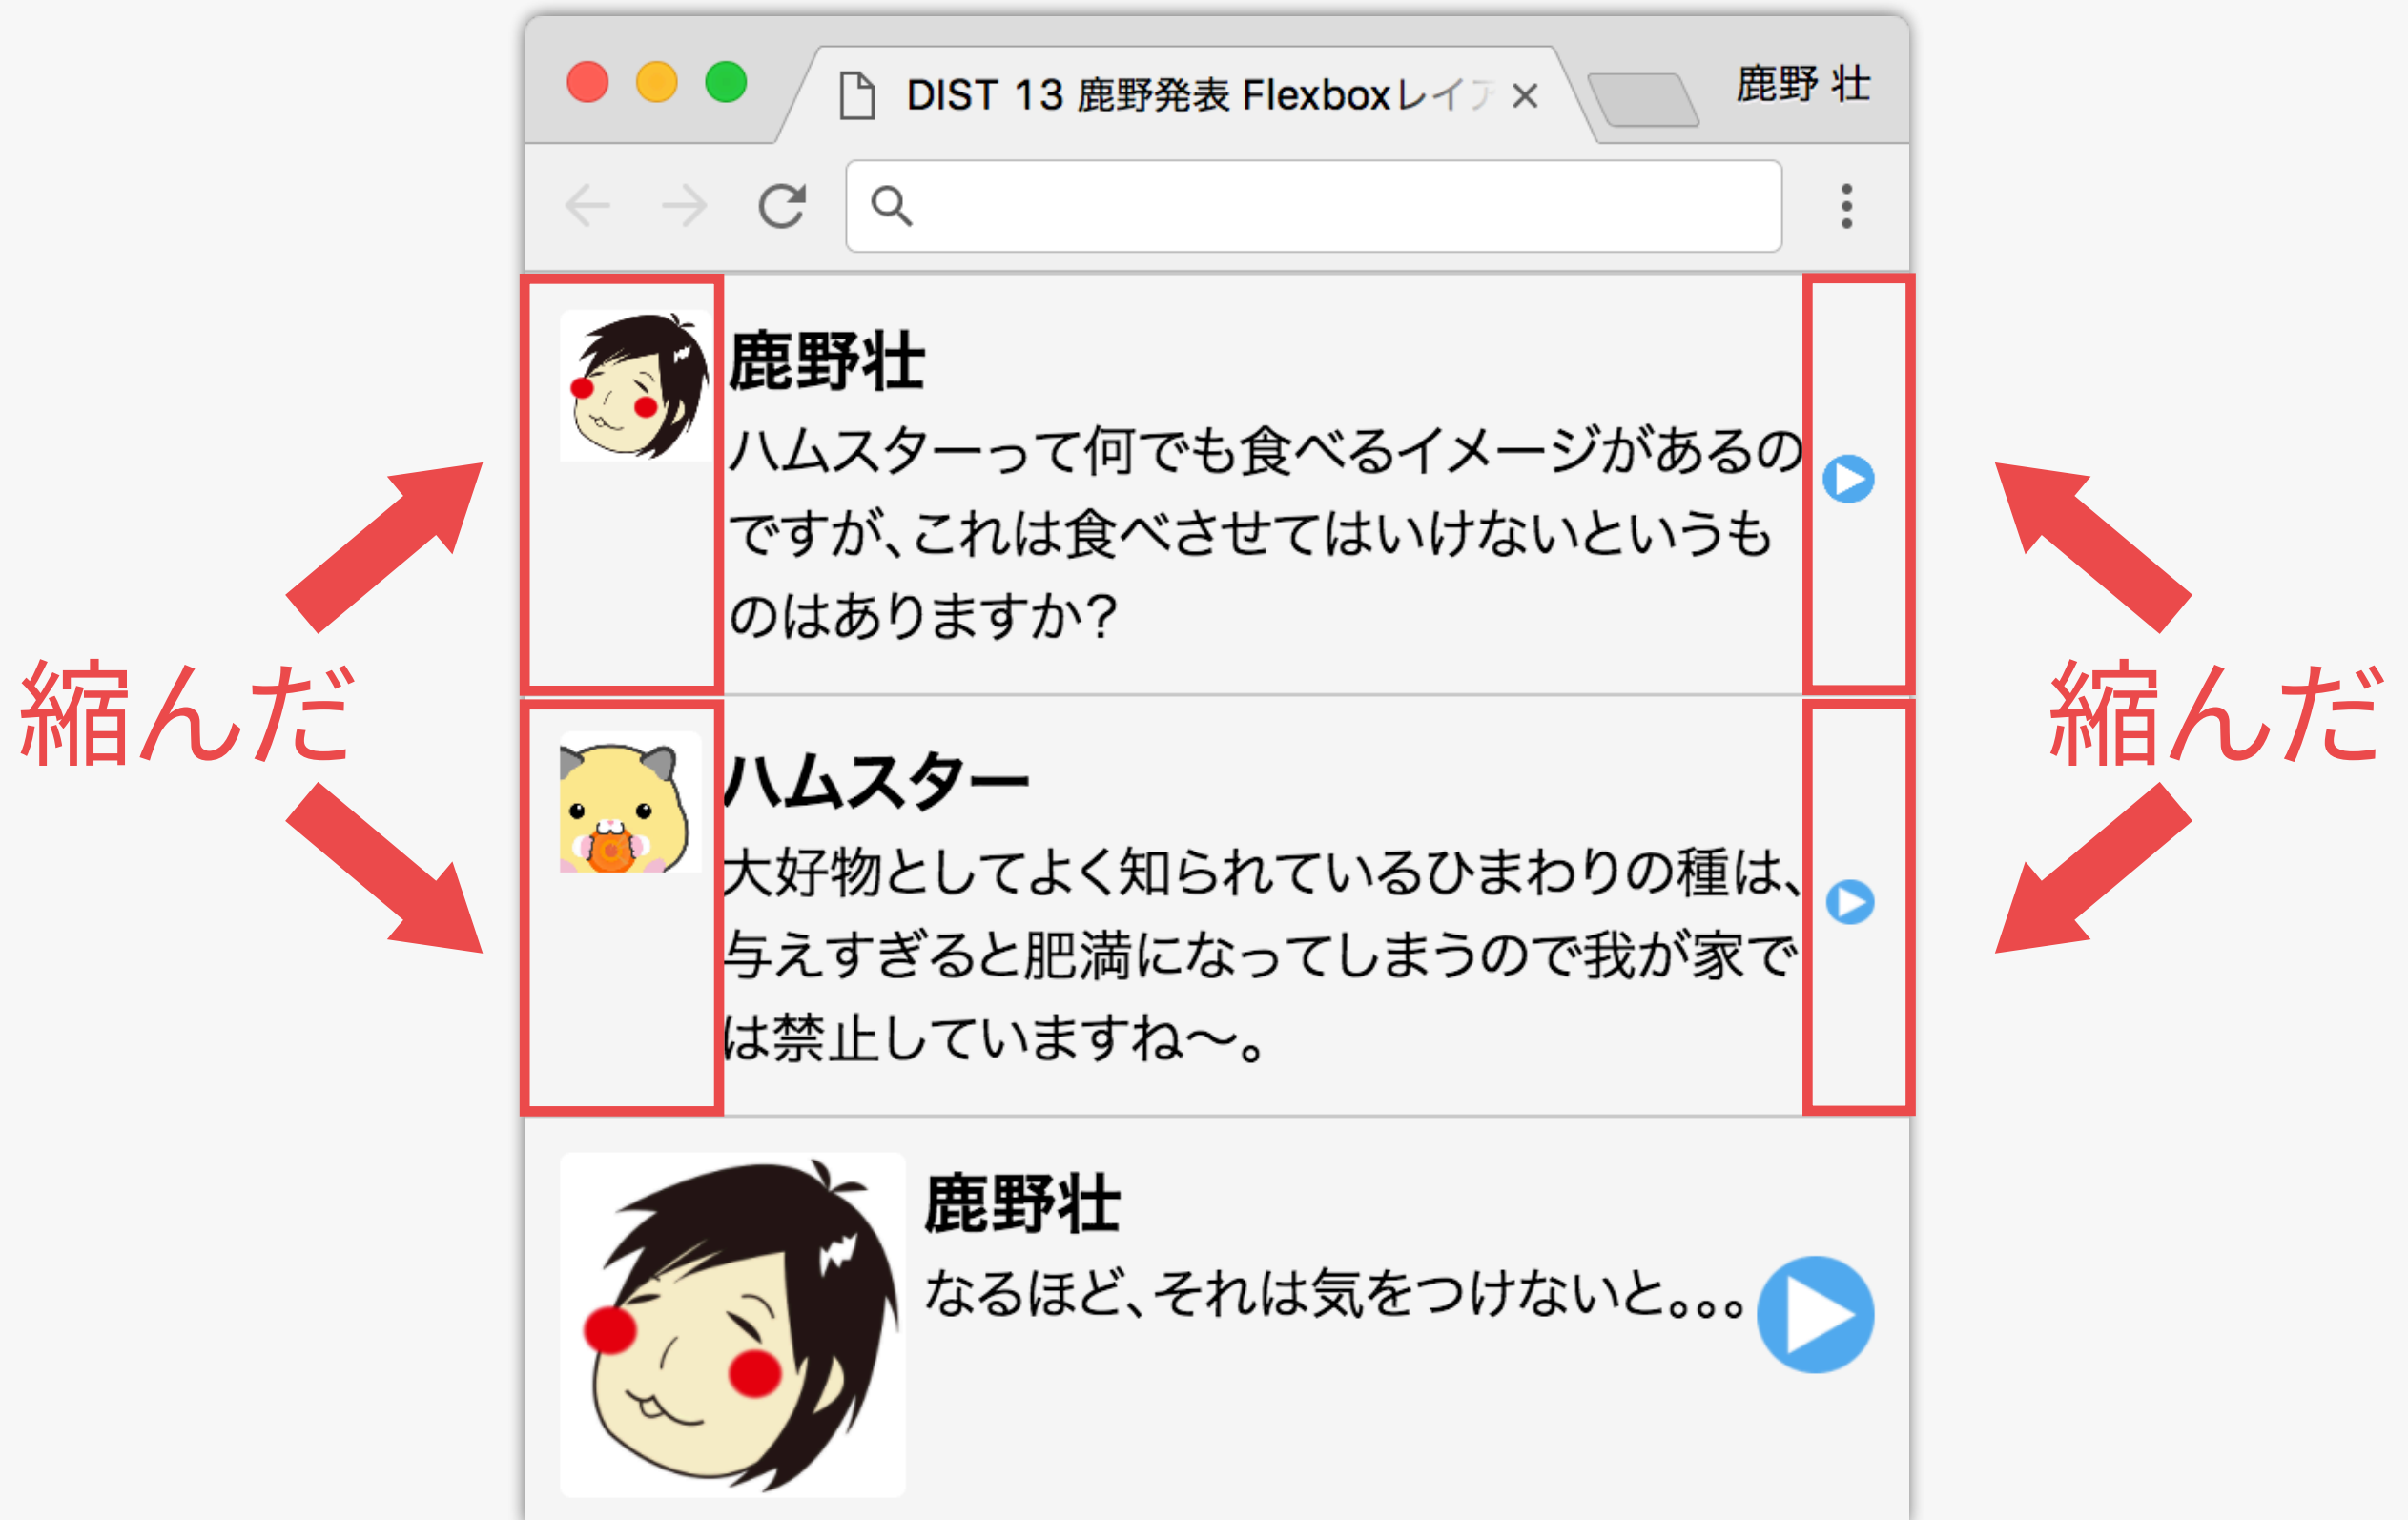 DIST 13 鹿野発表 Flexboxレイア
鹿野 壮
鹿野壮
ハムスターって何でも食べるイメージがあるの
ですが、これは食べさせてはいけないというも
のはありますか？
縮んだ
縮んだ
ハムスター
大好物としてよく知られているひまわりの種は、
与えすぎると肥満になってしまうので我が家で
は禁止していますね〜。
鹿野壮
なるほど、それは気をつけないと。。。